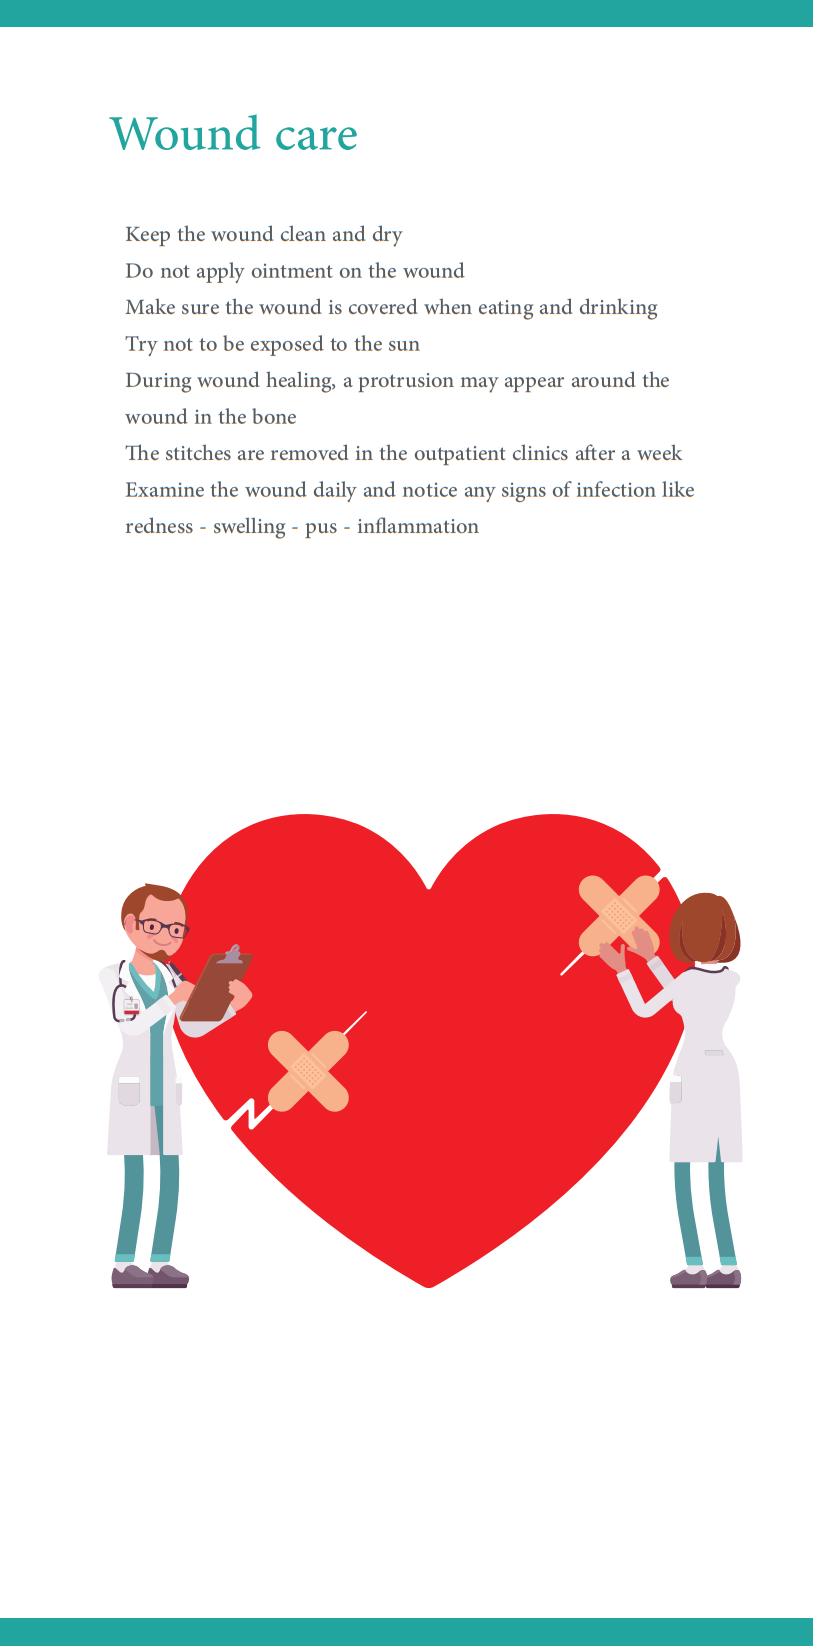 Wound care
Keep the wound clean and dry
Do not apply ointment on the wound
Make sure the wound is covered when eating and drinking
Try not to be exposed to the sun
During wound healing, a protrusion may appear around the
wound in the bone
The stitches are removed in the outpatient clinics after a week
Examine the wound daily and notice any signs of infection like
redness - swelling - pus - inflammation